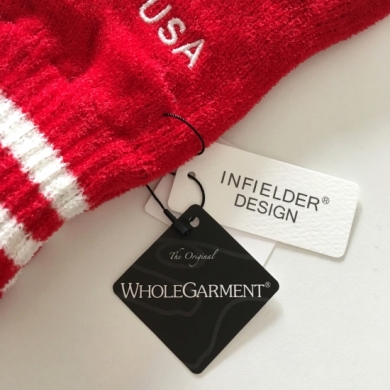 USA
INFIELDER®
DESIGN
The Original
WHOLEGARMENT®